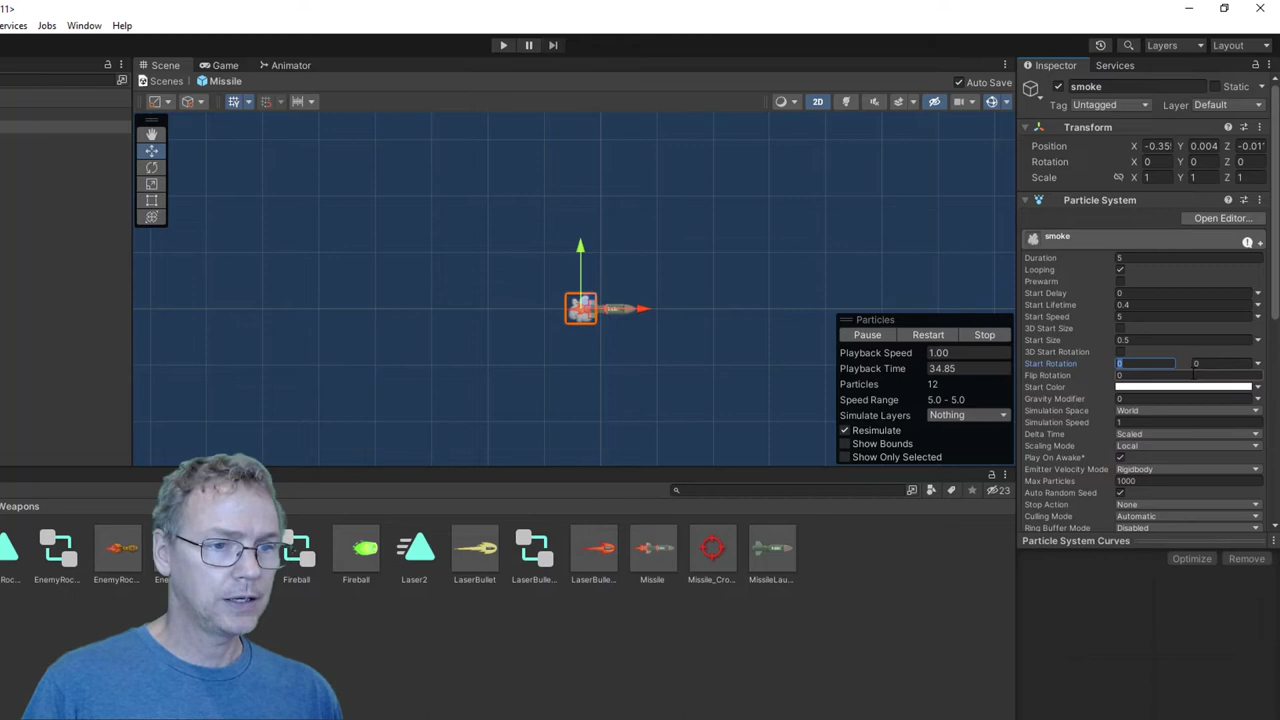 11>
ervices Jobs Window Help
Layers Layout
Scene Game Animator
Scenes Missile
Auto Save
2D
Inspector Services
smoke Static
Tag Untagged Layer Default
Transform
Position X -0.35 Y 0.004 Z -0.01
Rotation X 0 Y 0 Z 0
Scale X 1 Y 1 Z 1
Particle System
Open Editor...
smoke
Duration 5
Looping
Prewarm
Start Delay 0
Start Lifetime 0.4
Start Speed 5
3D Start Size
Start Size 0.5
3D Start Rotation
Start Rotation 0 0
Flip Rotation 0
Start Color
Gravity Modifier 0
Simulation Space World
Simulation Speed 1
Delta Time Scaled
Scaling Mode Local
Play On Awake*
Emitter Velocity Mode Rigidbody
Max Particles 1000
Auto Random Seed
Stop Action None
Culling Mode Automatic
Ring Buffer Mode Disabled
Particle System Curves
Optimize Remove
Particles
Pause Restart Stop
Playback Speed 1.00
Playback Time 34.85
Particles 12
Speed Range 5.0 - 5.0
Simulate Layers Nothing
Resimulate
Show Bounds
Show Only Selected
23
Weapons
Roc... EnemyRoc... EnemyRoc... Fireball Fireball Laser2 LaserBullet LaserBulle... LaserBulle... Missile Missile_Cro... MissileLau...